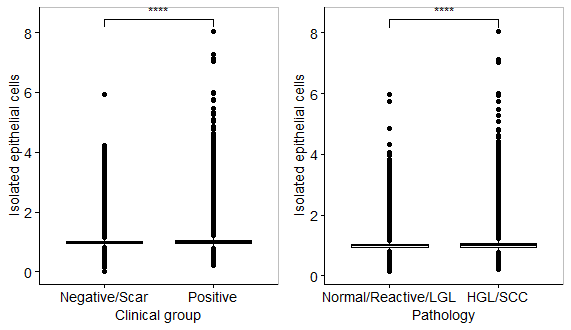 ****
Isolated epithelial cells
8
6
4
2
0
Negative/Scar Positive
Clinical group
****
Isolated epithelial cells
8
6
4
2
0
Normal/Reactive/LGL HGL/SCC
Pathology